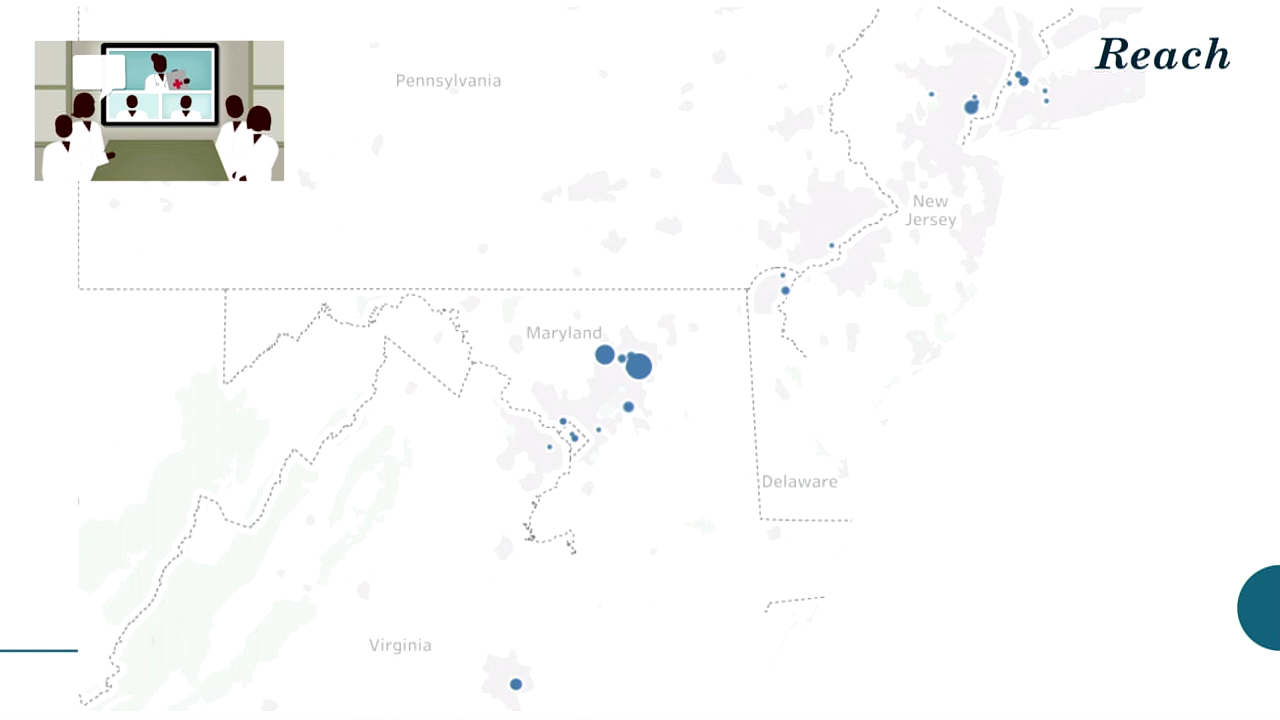 Reach
Pennsylvania
New
Jersey
Maryland
Delaware
Virginia